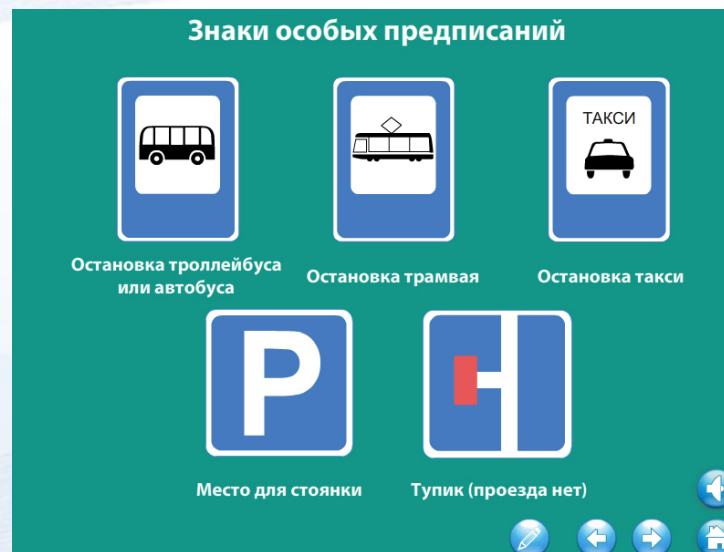 Знаки особых предписаний
ТАКСИ
Остановка троллейбуса
или автобуса
Остановка трамвая
Остановка такси
P
Место для стоянки
Тупик (проезда нет)